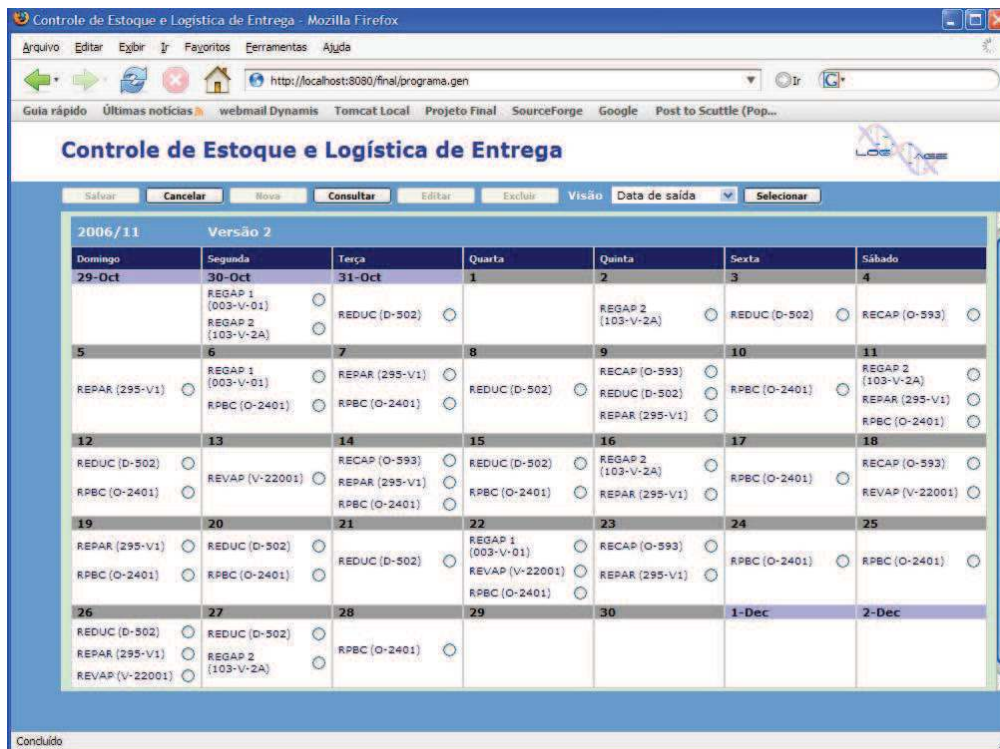 Controle de Estoque e Logística de Entrega - Mozilla Firefox
Arquivo Editar Exibir Ir Favoritos Ferramentas Ajuda
http://localhost:8080/final/programa.gen Ir G
Guia rápido Últimas notícias webmail Dynamis Tomcat Local Projeto Final SourceForge Google Post to Scuttle (Pop...
Controle de Estoque e Logística de Entrega
Salvar Cancelar Novo Consultar Editar Excluir Visão Data de saída Selecionar
2006/11 Versão 2
Domingo Segunda Terça Quarta Quinta Sexta Sábado
29-Oct 30-Oct 31-Oct 1 2 3 4
REGAP 1
(003-V-01)
REGAP 2
(103-V-2A)
REDUC (D-502)
REGAP 2
(103-V-2A)
REDUC (D-502)
RECAP (O-593)
5 6 7 8 9 10 11
REPAR (295-V1)
REGAP 1
(003-V-01)
RPBC (O-2401)
REPAR (295-V1)
RPBC (O-2401)
REDUC (D-502)
RECAP (O-593)
REDUC (D-502)
REPAR (295-V1)
RPBC (O-2401)
REGAP 2
(103-V-2A)
REPAR (295-V1)
RPBC (O-2401)
12 13 14 15 16 17 18
REDUC (D-502)
RPBC (O-2401)
REVAP (V-22001)
RECAP (O-593)
REPAR (295-V1)
RPBC (O-2401)
REDUC (D-502)
RPBC (O-2401)
REGAP 2
(103-V-2A)
REPAR (295-V1)
RPBC (O-2401)
RECAP (O-593)
REVAP (V-22001)
19 20 21 22 23 24 25
REPAR (295-V1)
RPBC (O-2401)
REDUC (D-502)
RPBC (O-2401)
REDUC (D-502)
REGAP 1
(003-V-01)
REVAP (V-22001)
RPBC (O-2401)
RECAP (O-593)
REPAR (295-V1)
RPBC (O-2401)
RPBC (O-2401)
26 27 28 29 30 1-Dec 2-Dec
REDUC (D-502)
REPAR (295-V1)
REVAP (V-22001)
REDUC (D-502)
REGAP 2
(103-V-2A)
RPBC (O-2401)
Concluído